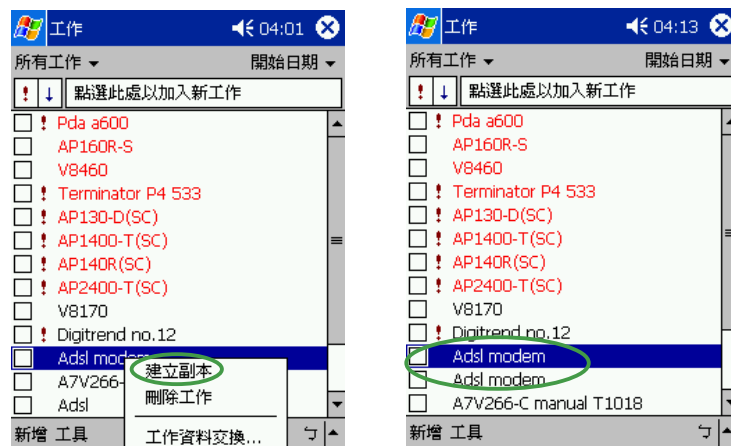 工作 04:01
所有工作 開始日期
! ↓ 點選此處以加入新工作
! Pda a600
AP160R-S
V8460
! Terminator P4 533
! AP130-D(SC)
! AP1400-T(SC)
! AP140R(SC)
! AP2400-T(SC)
V8170
! Digitrend no.12
Adsl modem
A7V266-
Adsl
建立副本
刪除工作
工作資料交換...
新增 工具 ㄅ
工作 04:13
所有工作 開始日期
! ↓ 點選此處以加入新工作
! Pda a600
AP160R-S
V8460
! Terminator P4 533
! AP130-D(SC)
! AP1400-T(SC)
! AP140R(SC)
! AP2400-T(SC)
V8170
! Digitrend no.12
Adsl modem
Adsl modem
A7V266-C manual T1018
新增 工具 ㄅ